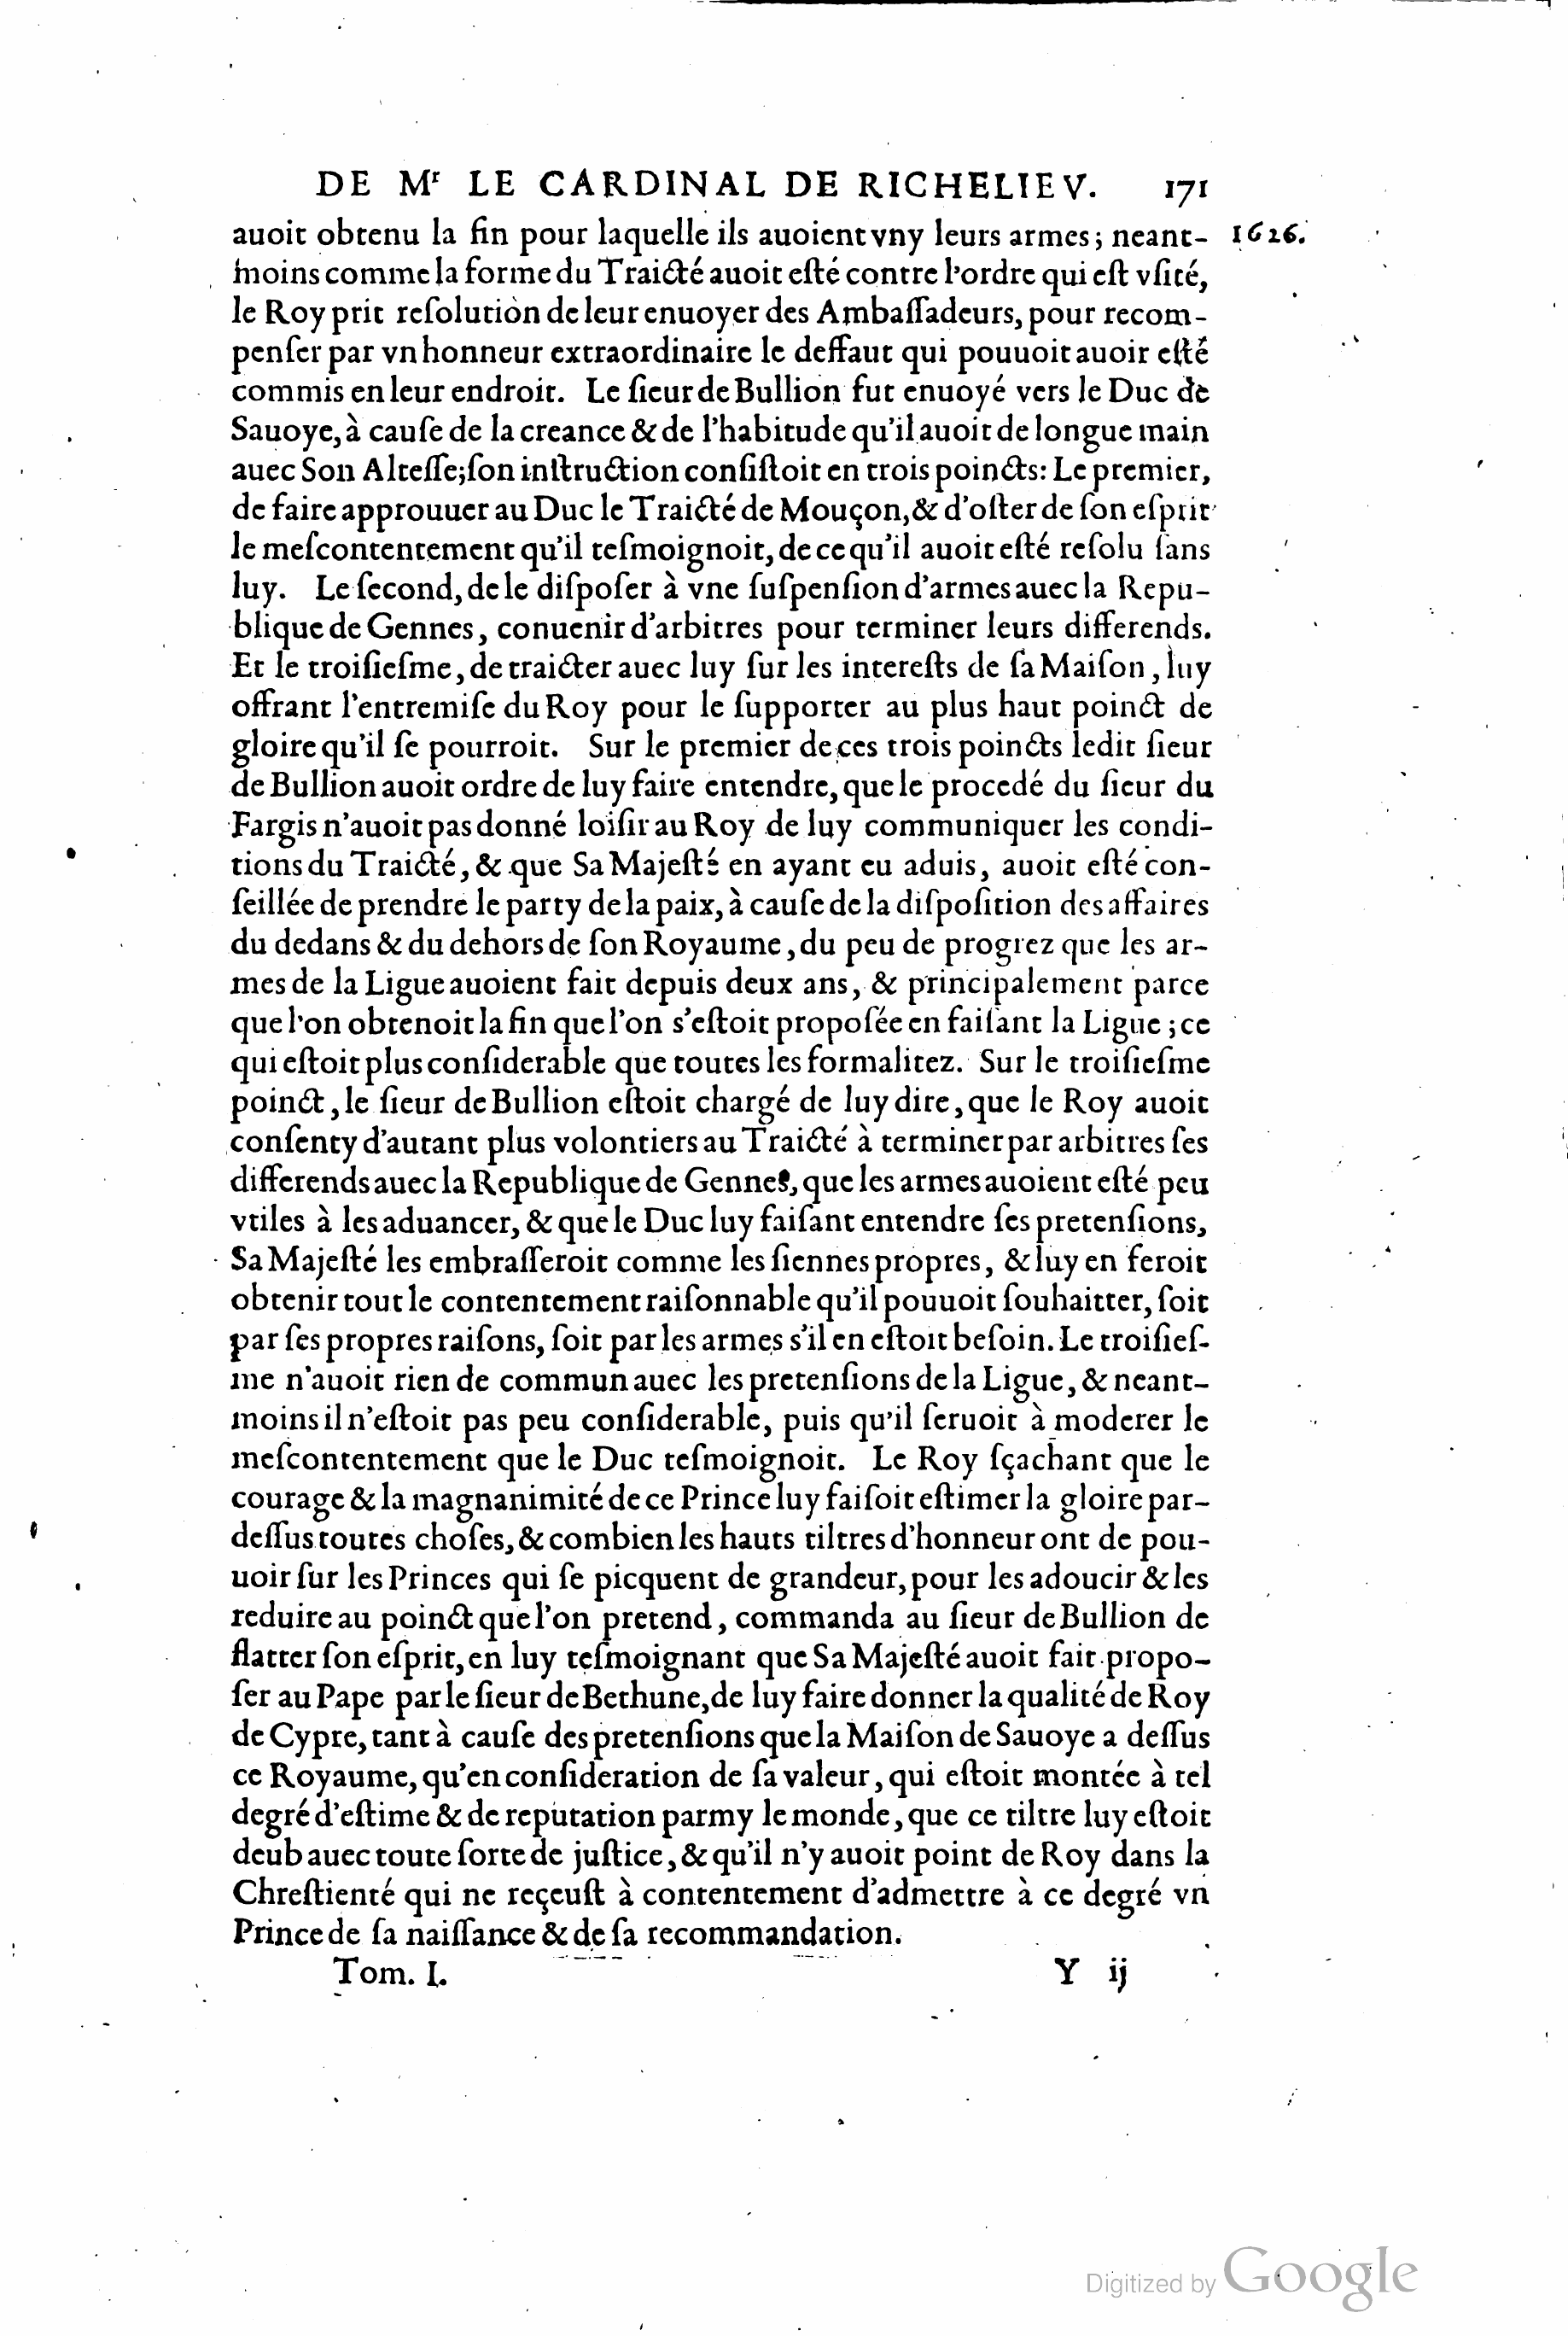 DE Mʳ LE CARDINAL DE RICHELIEV. 171
auoit obtenu la fin pour laquelle ils auoient vny leurs armes; neant- 1626.
moins comme la forme du Traicté auoit eſté contre l'ordre qui eſt vſité,
le Roy prit reſolution de leur enuoyer des Ambaſſadeurs, pour recom-
penſer par vn honneur extraordinaire le deffaut qui pouuoit auoir eſté
commis en leur endroit. Le ſieur de Bullion fut enuoyé vers le Duc de
Sauoye, à cauſe de la creance & de l'habitude qu'il auoit de longue main
auec Son Alteſſe; ſon inſtruction conſiſtoit en trois poincts: Le premier,
de faire approuuer au Duc le Traicté de Mouçon, & d'oſter de ſon eſprit
le meſcontentement qu'il teſmoignoit, de ce qu'il auoit eſté reſolu ſans
luy. Le ſecond, de le diſpoſer à vne ſuſpenſion d'armes auec la Repu-
blique de Gennes, conuenir d'arbitres pour terminer leurs differends.
Et le troiſieſme, de traicter auec luy ſur les intereſts de ſa Maiſon, luy
offrant l'entremiſe du Roy pour le ſupporter au plus haut poinct de
gloire qu'il ſe pourroit. Sur le premier de ces trois poincts ledit ſieur
de Bullion auoit ordre de luy faire entendre, que le procedé du ſieur du
Fargis n'auoit pas donné loiſir au Roy de luy communiquer les condi-
tions du Traicté, & que Sa Majeſté en ayant eu aduis, auoit eſté con-
ſeillée de prendre le party de la paix, à cauſe de la diſpoſition des affaires
du dedans & du dehors de ſon Royaume, du peu de progrez que les ar-
mes de la Ligue auoient fait depuis deux ans, & principalement parce
que l'on obtenoit la fin que l'on s'eſtoit propoſée en faiſant la Ligue; ce
qui eſtoit plus conſiderable que toutes les formalitez. Sur le troiſieſme
poinct, le ſieur de Bullion eſtoit chargé de luy dire, que le Roy auoit
conſenty d'autant plus volontiers au Traicté à terminer par arbitres ſes
differends auec la Republique de Gennes, que les armes auoient eſté peu
vtiles à les aduancer, & que le Duc luy faiſant entendre ſes pretenſions,
Sa Majeſté les embraſſeroit comme les ſiennes propres, & luy en feroit
obtenir tout le contentement raiſonnable qu'il pouuoit ſouhaitter, ſoit
par ſes propres raiſons, ſoit par les armes s'il en eſtoit beſoin. Le troiſieſ-
me n'auoit rien de commun auec les pretenſions de la Ligue, & neant-
moins il n'eſtoit pas peu conſiderable, puis qu'il ſeruoit à moderer le
meſcontentement que le Duc teſmoignoit. Le Roy ſçachant que le
courage & la magnanimité de ce Prince luy faiſoit eſtimer la gloire par-
deſſus toutes choſes, & combien les hauts tiltres d'honneur ont de pou-
uoir ſur les Princes qui ſe picquent de grandeur, pour les adoucir & les
reduire au poinct que l'on pretend, commanda au ſieur de Bullion de
flatter ſon eſprit, en luy teſmoignant que Sa Majeſté auoit fait propo-
ſer au Pape par le ſieur de Bethune, de luy faire donner la qualité de Roy
de Cypre, tant à cauſe des pretenſions que la Maiſon de Sauoye a deſſus
ce Royaume, qu'en conſideration de ſa valeur, qui eſtoit montée à tel
degré d'eſtime & de reputation parmy le monde, que ce tiltre luy eſtoit
deub auec toute ſorte de juſtice, & qu'il n'y auoit point de Roy dans la
Chreſtienté qui ne reçeuſt à contentement d'admettre à ce degré vn
Prince de ſa naiſſance & de ſa recommandation.
Tom. I. Y ij
Digitized by Google